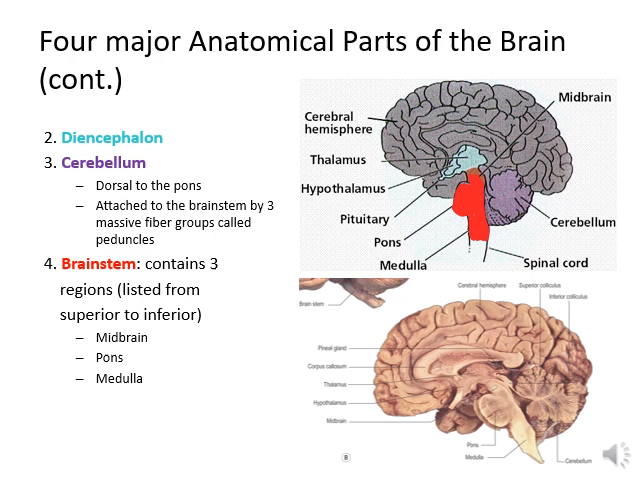 Four major Anatomical Parts of the Brain
(cont.)
2. Diencephalon
3. Cerebellum
– Dorsal to the pons
– Attached to the brainstem by 3
massive fiber groups called
peduncles
4. Brainstem: contains 3
regions (listed from
superior to inferior)
– Midbrain
– Pons
– Medulla
Midbrain
Cerebral
hemisphere
Thalamus
Hypothalamus
Pituitary
Pons
Medulla
Cerebellum
Spinal cord
Cerebral hemisphere
Superior colliculus
Inferior colliculus
Brain stem
Pineal gland
Corpus callosum
Thalamus
Hypothalamus
Midbrain
Pons
Medulla
Cerebellum
B